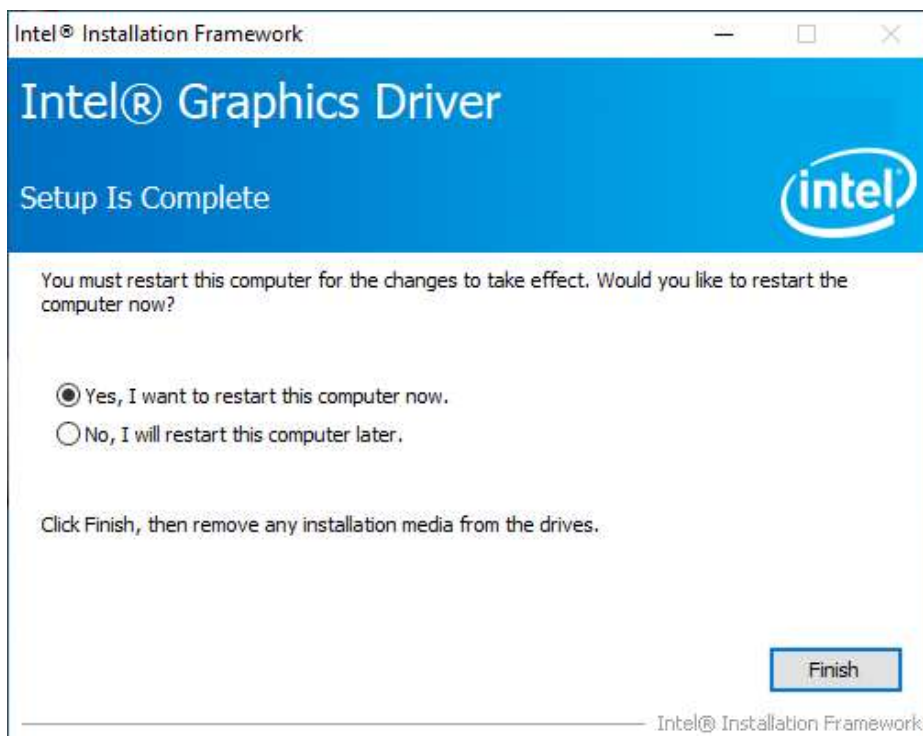 Intel® Installation Framework
Intel® Graphics Driver
Setup Is Complete
intel
You must restart this computer for the changes to take effect. Would you like to restart the
computer now?
Yes, I want to restart this computer now.
No, I will restart this computer later.
Click Finish, then remove any installation media from the drives.
Finish
Intel® Installation Framework